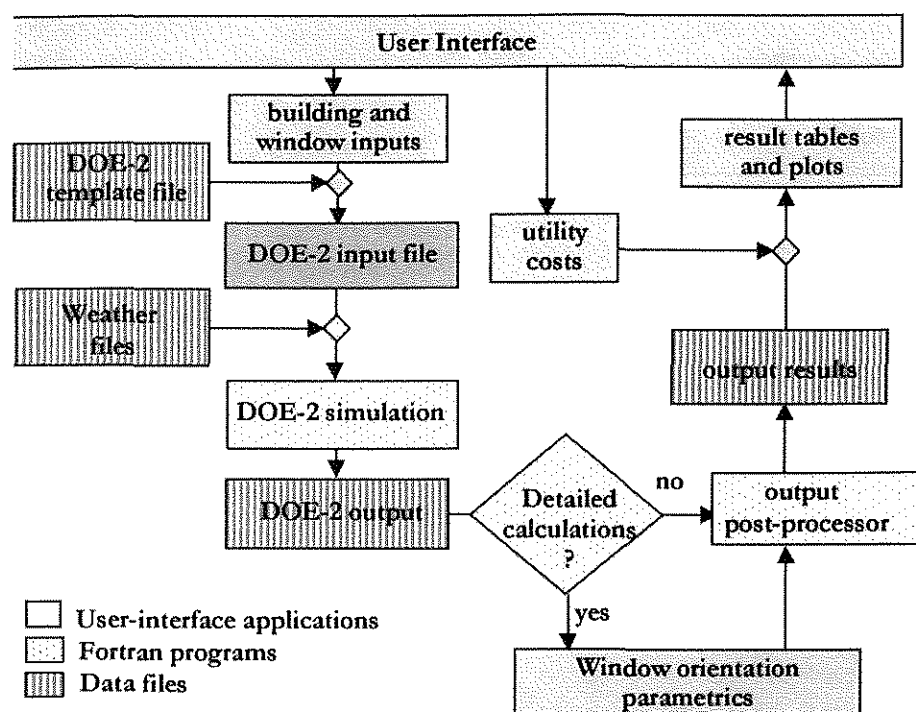 User Interface
building and
window inputs
DOE-2
template file
result tables
and plots
utility
costs
DOE-2 input file
Weather
files
output results
DOE-2 simulation
DOE-2 output
Detailed
calculations
?
no
yes
output
post-processor
Window orientation
parametrics
User-interface applications
Fortran programs
Data files